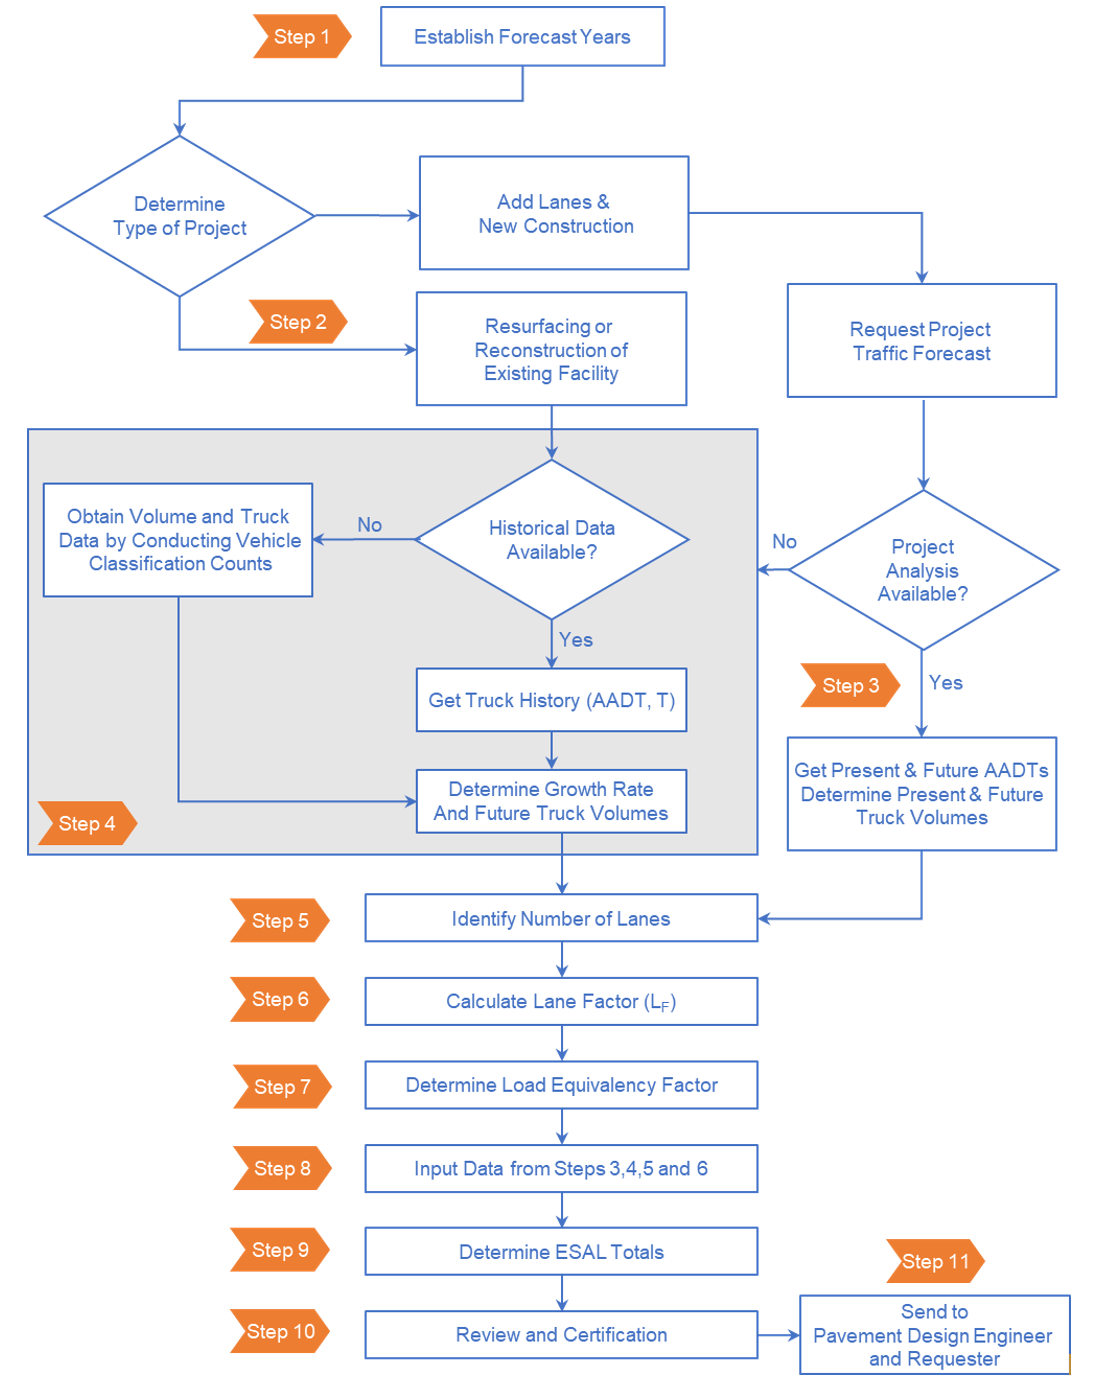 Step 1
Establish Forecast Years
Determine
Type of Project
Add Lanes &
New Construction
Step 2
Resurfacing or
Reconstruction of
Existing Facility
Request Project
Traffic Forecast
Obtain Volume and Truck
Data by Conducting Vehicle
Classification Counts
No
Historical Data
Available?
No
Project
Analysis
Available?
Yes
Step 3
Yes
Get Truck History (AADT, T)
Get Present & Future AADTs
Determine Present & Future
Truck Volumes
Determine Growth Rate
And Future Truck Volumes
Step 4
Step 5
Identify Number of Lanes
Step 6
Calculate Lane Factor (LF)
Step 7
Determine Load Equivalency Factor
Step 8
Input Data from Steps 3,4,5 and 6
Step 9
Determine ESAL Totals
Step 10
Review and Certification
Step 11
Send to
Pavement Design Engineer
and Requester